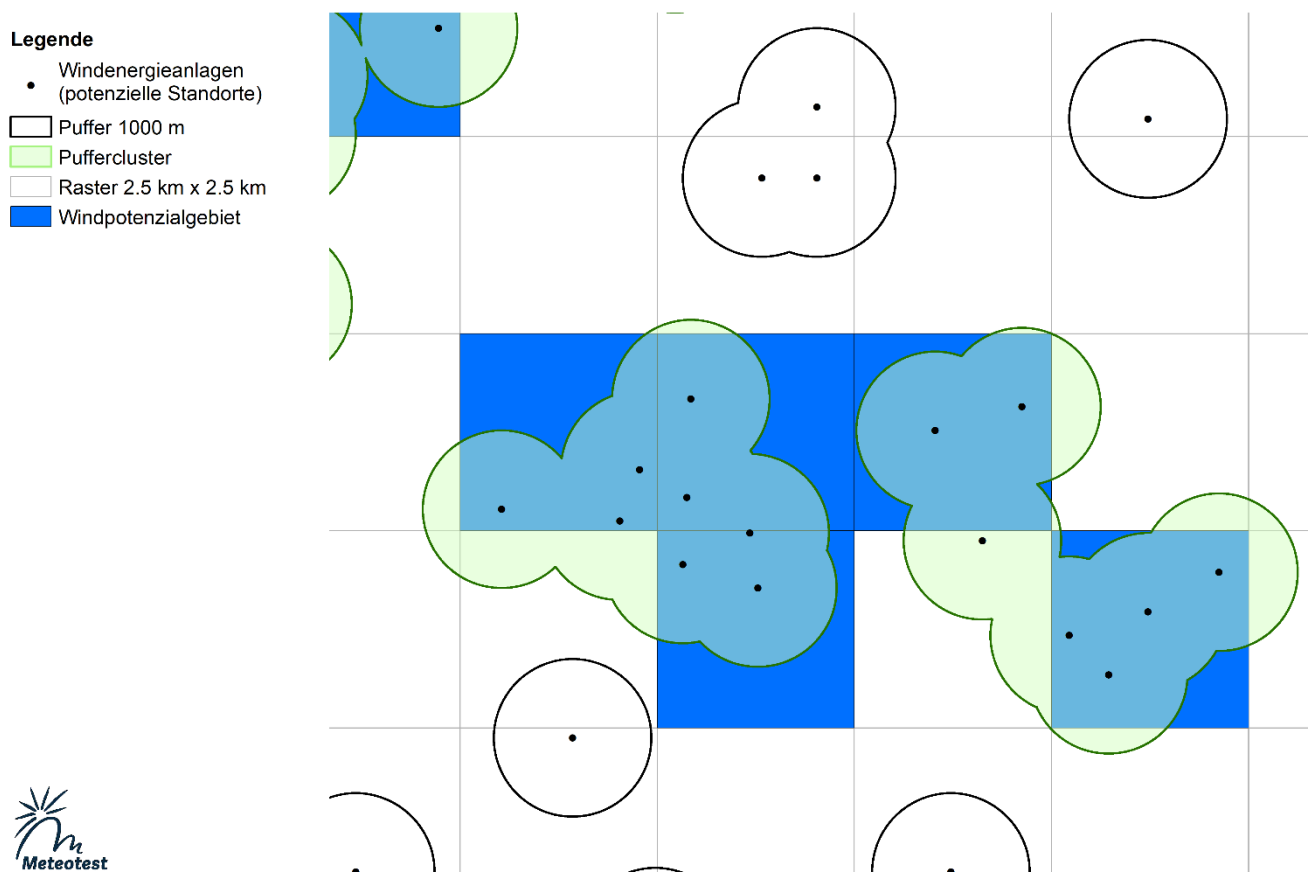 Legende
Windenergieanlagen
(potenzielle Standorte)
Puffer 1000 m
Puffercluster
Raster 2.5 km x 2.5 km
Windpotenzialgebiet
Meteotest